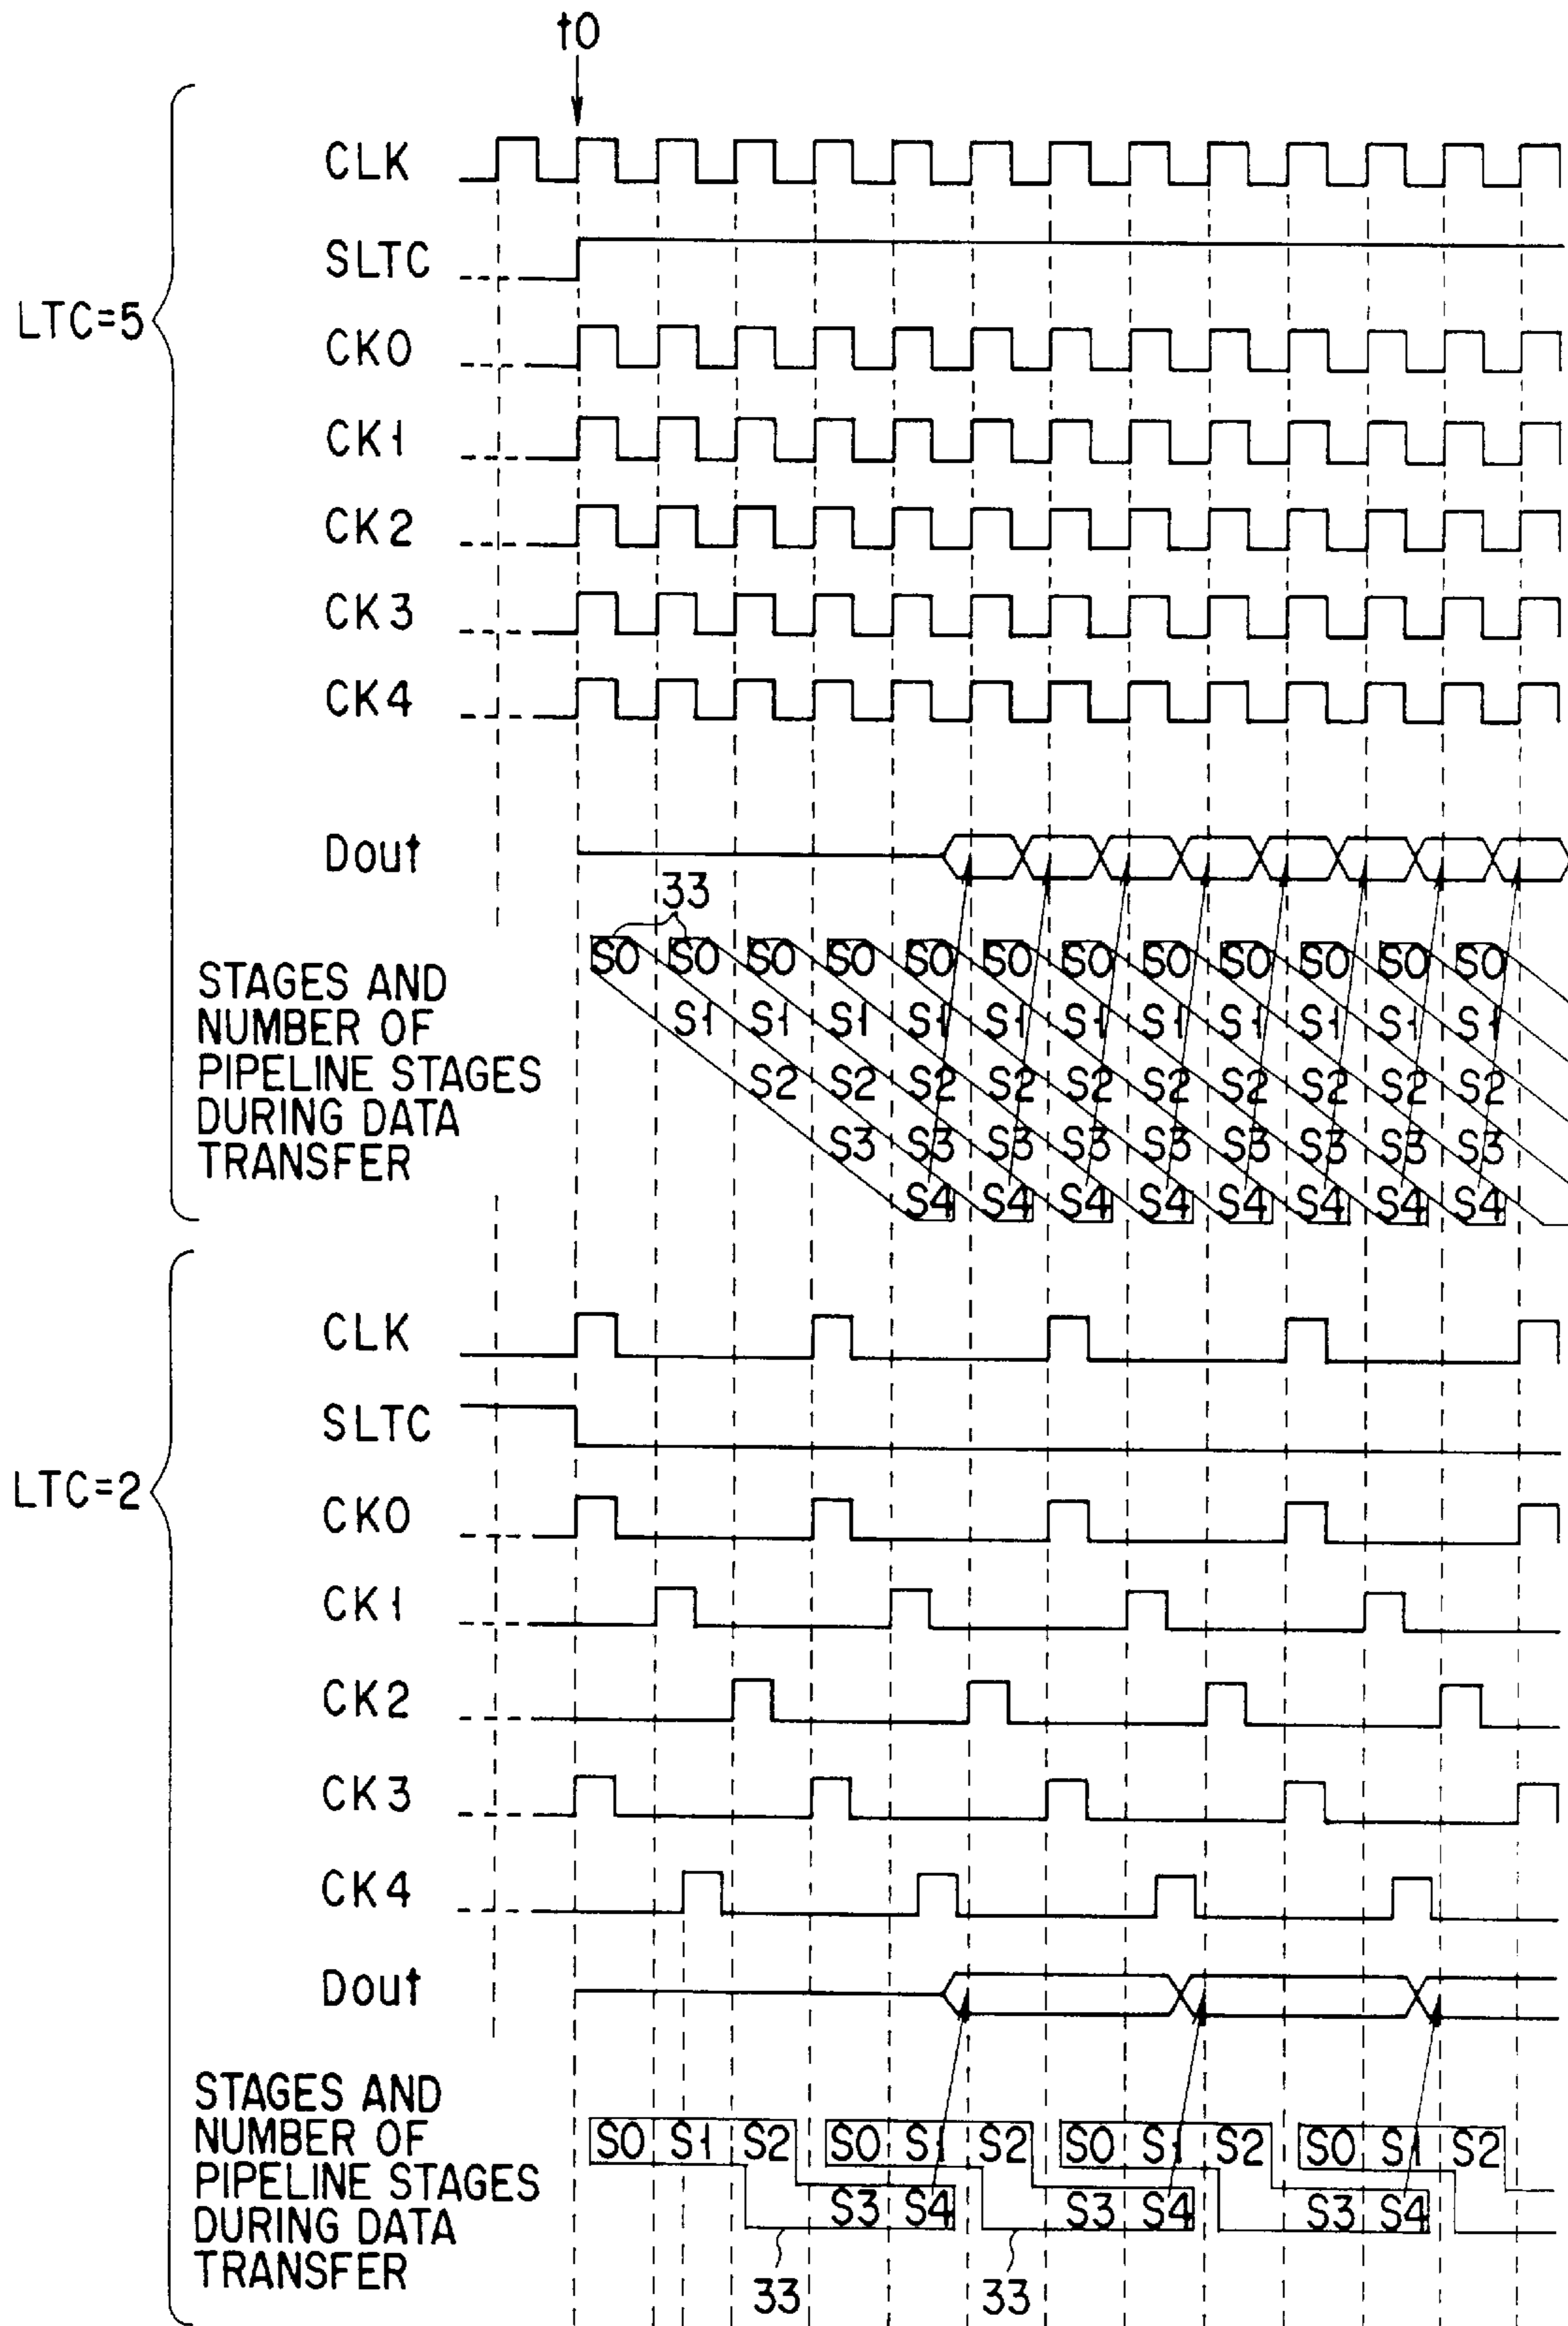 t0
CLK
SLTC
LTC=5
CK0
CK1
CK2
CK3
CK4
Dout
33
STAGES AND
NUMBER OF
PIPELINE STAGES
DURING DATA
TRANSFER
S0 S0 S0 S0 S0 S0 S0 S0 S0 S0 S0 S0
S1 S1 S1 S1 S1 S1 S1 S1 S1 S1 S1
S2 S2 S2 S2 S2 S2 S2 S2 S2 S2
S3 S3 S3 S3 S3 S3 S3 S3 S3
S4 S4 S4 S4 S4 S4 S4 S4
CLK
SLTC
LTC=2
CK0
CK1
CK2
CK3
CK4
Dout
STAGES AND
NUMBER OF
PIPELINE STAGES
DURING DATA
TRANSFER
S0 S1 S2 S0 S1 S2 S0 S1 S2 S0 S1 S2
S3 S4 S3 S4 S3 S4
33 33